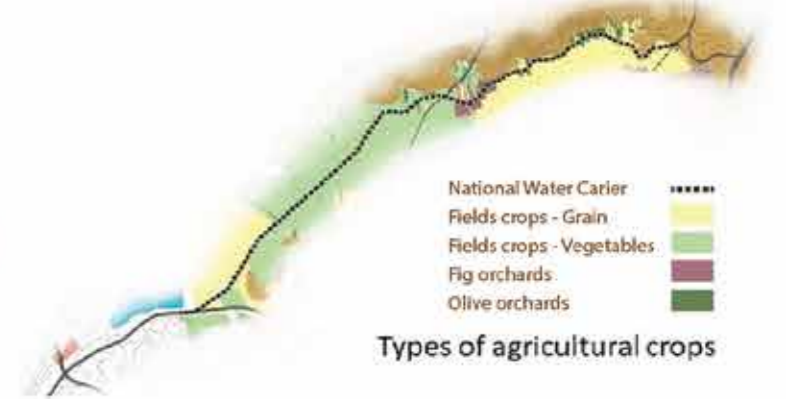 National Water Carier
Fields crops - Grain
Fields crops - Vegetables
Fig orchards
Olive orchards
Types of agricultural crops